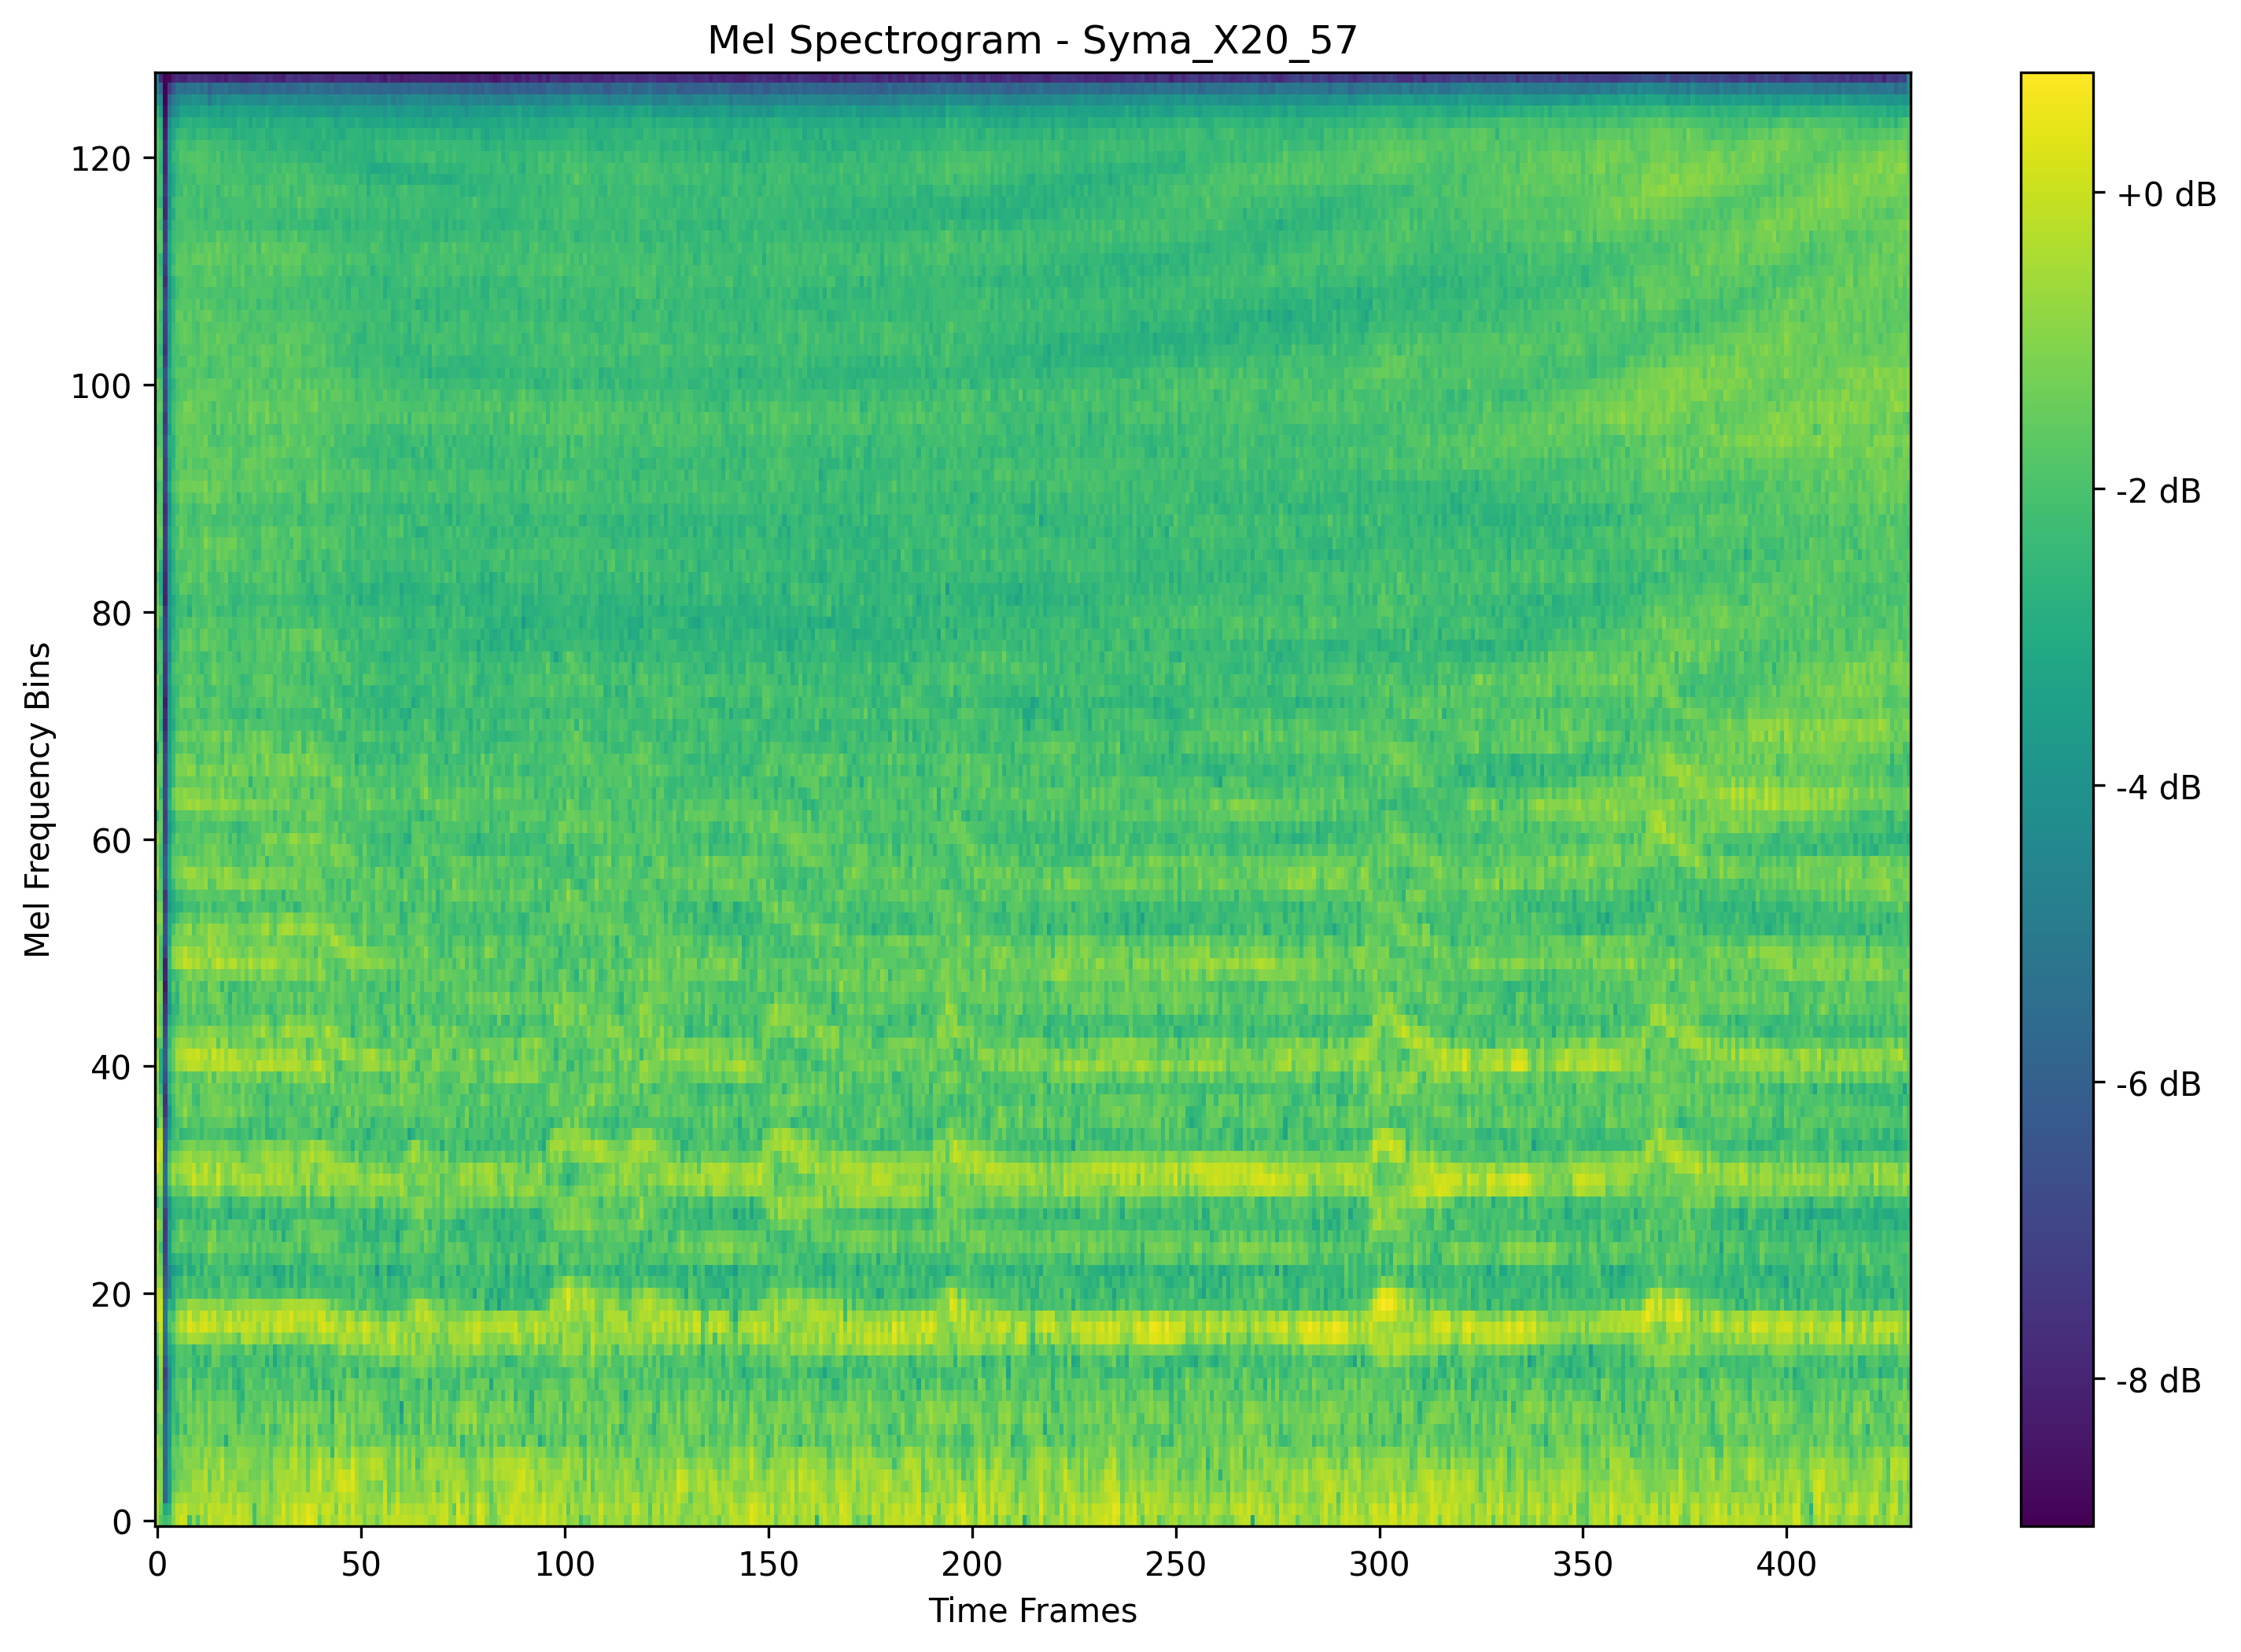 Mel Spectrogram - Syma_X20_57
Mel Frequency Bins
120
100
80
60
40
20
0
0 50 100 150 200 250 300 350 400
Time Frames
+0 dB
-2 dB
-4 dB
-6 dB
-8 dB